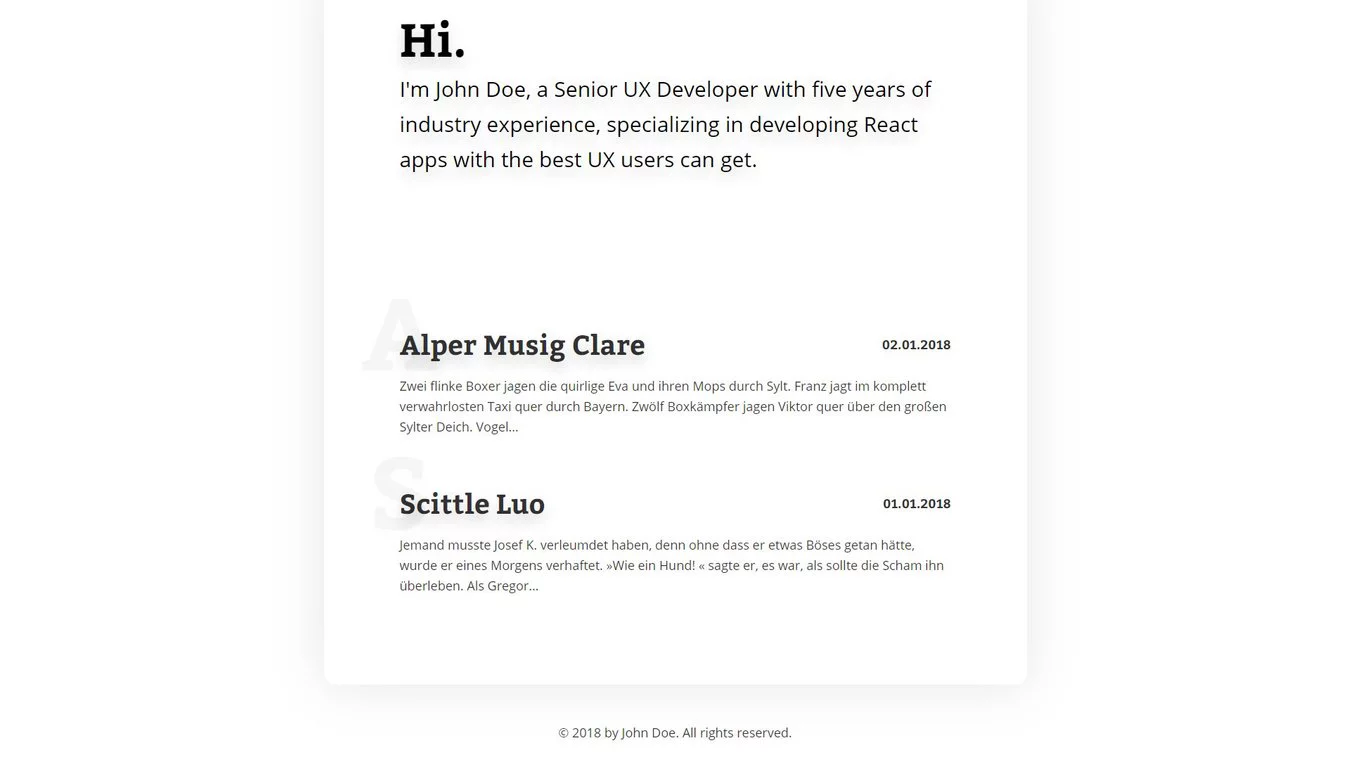 Hi.
I'm John Doe, a Senior UX Developer with five years of
industry experience, specializing in developing React
apps with the best UX users can get.
A
Alper Musig Clare
02.01.2018
Zwei flinke Boxer jagen die quirlige Eva und ihren Mops durch Sylt. Franz jagt im komplett
verwahrlosten Taxi quer durch Bayern. Zwölf Boxkämpfer jagen Viktor quer über den großen
Sylter Deich. Vogel…
S
Scittle Luo
01.01.2018
Jemand musste Josef K. verleumdet haben, denn ohne dass er etwas Böses getan hätte,
wurde er eines Morgens verhaftet. »Wie ein Hund! « sagte er, es war, als sollte die Scham ihn
überleben. Als Gregor…
© 2018 by John Doe. All rights reserved.